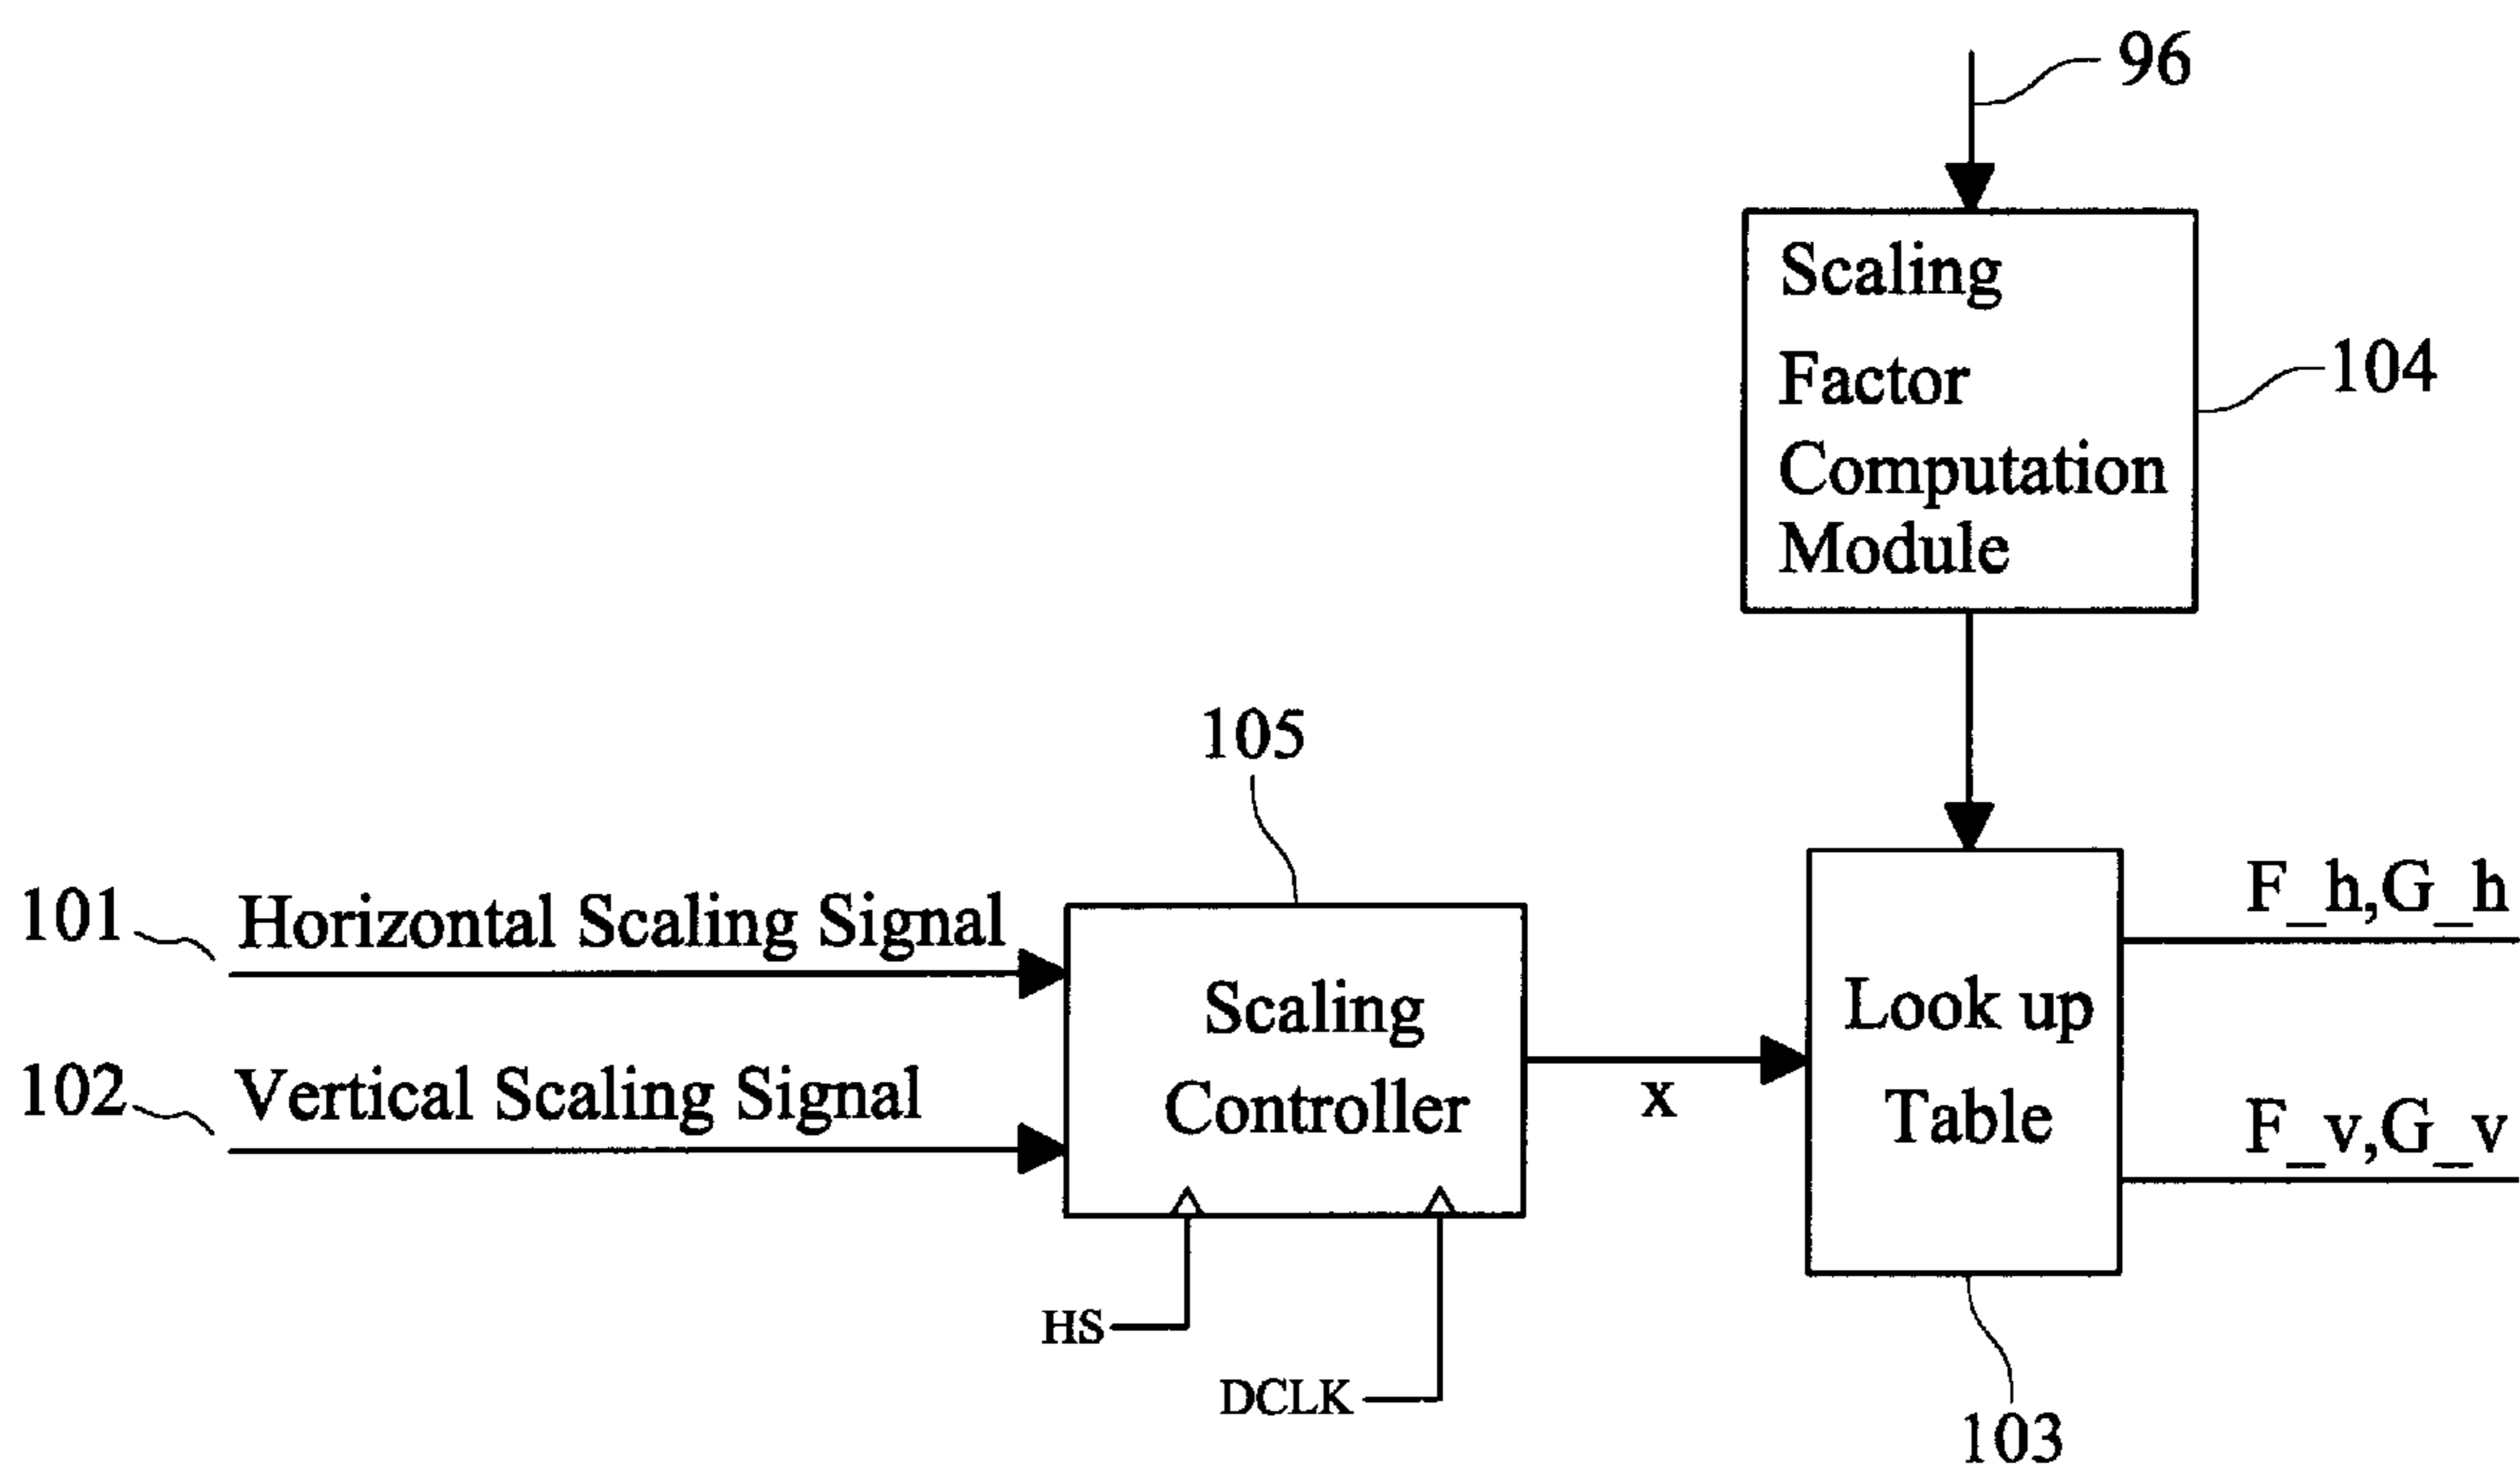 96
Scaling
Factor
Computation
Module
104
105
101
Horizontal Scaling Signal
102
Vertical Scaling Signal
Scaling
Controller
x
Look up
Table
F_h,G_h
F_v,G_v
HS
DCLK
103